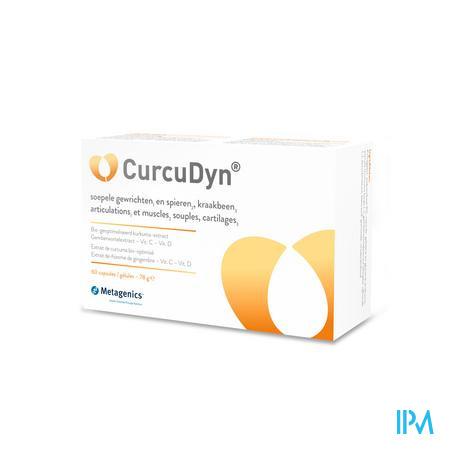 CurcuDyn®
soepele gewrichten, en spieren, kraakbeen,
articulations, et muscles, souples, cartilages,
Bio-geoptimaliseerd kurkuma-extract
Gemberwortelextract – Vit. C – Vit. D
Extrait de curcuma bio-optimisé
Extrait de rhizome de gingembre – Vit. C – Vit. D
60 capsules / gélules – 78 g e
Metagenics
IPM